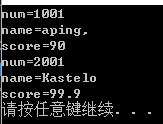 num=1001
name=aping,
score=90
num=2001
name=Kastelo
score=99.9
请按任意键继续. . .